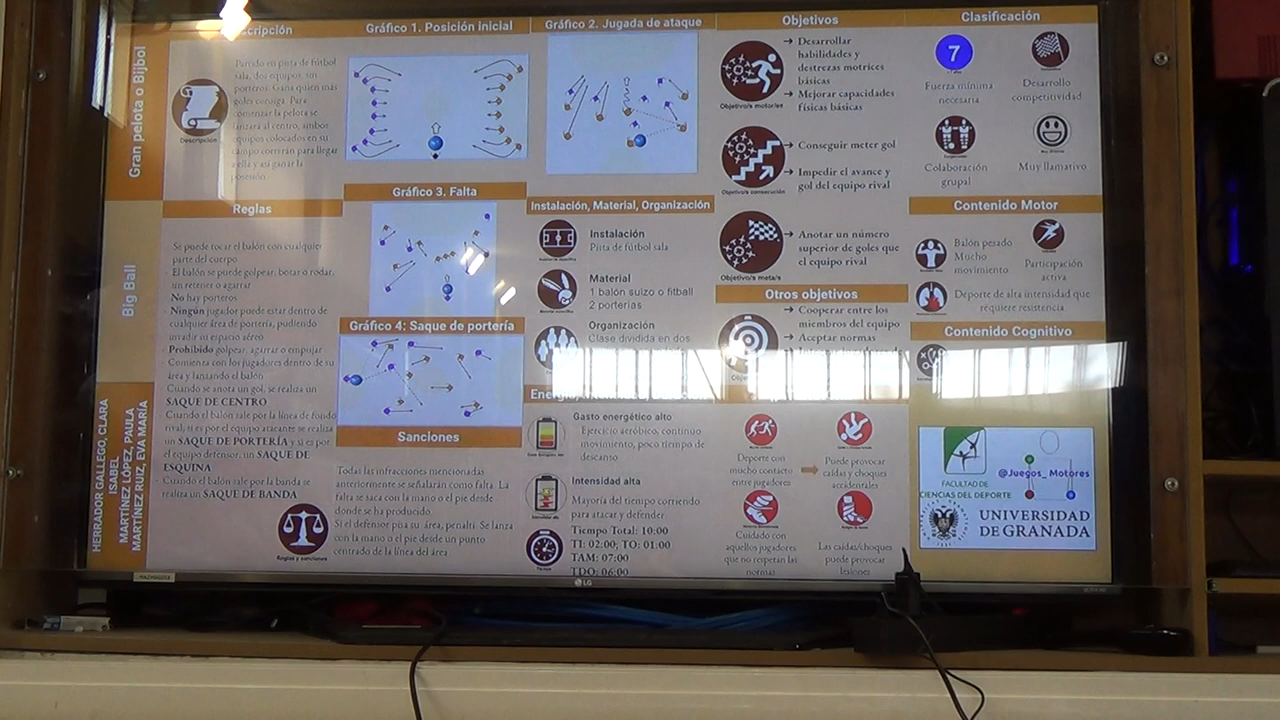 Gran pelota o Bijbol
Big Ball
HERRADOR GALLEGO, CLARA
ISABEL
MARTÍNEZ LÓPEZ, PAULA
MARTÍNEZ RUIZ, EVA MARÍA
Partido en pista de fútbol
sala, dos equipos, sin
porteros. Gana quien más
goles consiga. Para
comenzar la pelota se
lanzará al centro, ambos
equipos colocados en su
campo correrán para llegar
a ella y así ganar la
posesión
Descripción
Reglas
Se puede tocar el balón con cualquier
parte del cuerpo
El balón se puede golpear, botar o rodar,
sin retener o agarrar
No hay porteros
Ningún jugador puede estar dentro de
cualquier área de portería, pudiendo
invadir su espacio aéreo
Prohibido golpear, agarrar o empujar
Comienza con los jugadores dentro de su
área y lanzando el balón
Cuando se anota un gol, se realiza un
SAQUE DE CENTRO
Cuando el balón sale por la línea de fondo
rival, si es por el equipo atacante se realiza
un SAQUE DE PORTERÍA y si es por
el equipo defensor, un SAQUE DE
ESQUINA
Cuando el balón sale por la banda se
realiza un SAQUE DE BANDA
Reglas y sanciones
Gráfico 1. Posición inicial
Gráfico 3. Falta
Gráfico 4: Saque de portería
Sanciones
Todas las infracciones mencionadas
anteriormente se señalarán como falta. La
falta se saca con la mano o el pie desde
donde se ha producido.
Si el defensor pisa su área, penalti. Se lanza
con la mano o el pie desde un punto
centrado de la línea del área
Gráfico 2. Jugada de ataque
Instalación, Material, Organización
Instalación
Pista de fútbol sala
Material
1 balón suizo o fitball
2 porterías
Organización
Clase dividida en dos
Gasto energético alto
Ejercicio aeróbico, continuo
movimiento, poco tiempo de
descanso
Intensidad alta
Mayoría del tiempo corriendo
para atacar y defender
Tiempo Total: 10:00
TI: 02:00; TO: 01:00
TAM: 07:00
TDO: 06:00
Objetivos
→ Desarrollar
habilidades y
destrezas motrices
básicas
→ Mejorar capacidades
físicas básicas
Objetivo/s motor/es
→ Conseguir meter gol
→ Impedir el avance y
gol del equipo rival
Objetivo/s consecución
→ Anotar un número
superior de goles que
el equipo rival
Objetivo/s meta/s
Otros objetivos
→ Cooperar entre los
miembros del equipo
→ Aceptar normas
Deporte con
mucho contacto
entre jugadores
Puede provocar
caídas y choques
accidentales
Cuidado con
aquellos jugadores
que no respetan las
normas
Las caídas/choques
puede provocar
lesiones
Clasificación
7
Fuerza mínima
necesaria
Desarrollo
competitividad
Colaboración
grupal
Muy llamativo
Contenido Motor
Balón pesado
Mucho
movimiento
Participación
activa
Deporte de alta intensidad que
requiere resistencia
Contenido Cognitivo
FACULTAD DE
CIENCIAS DEL DEPORTE
@Juegos_Motores
UNIVERSIDAD
DE GRANADA
LG